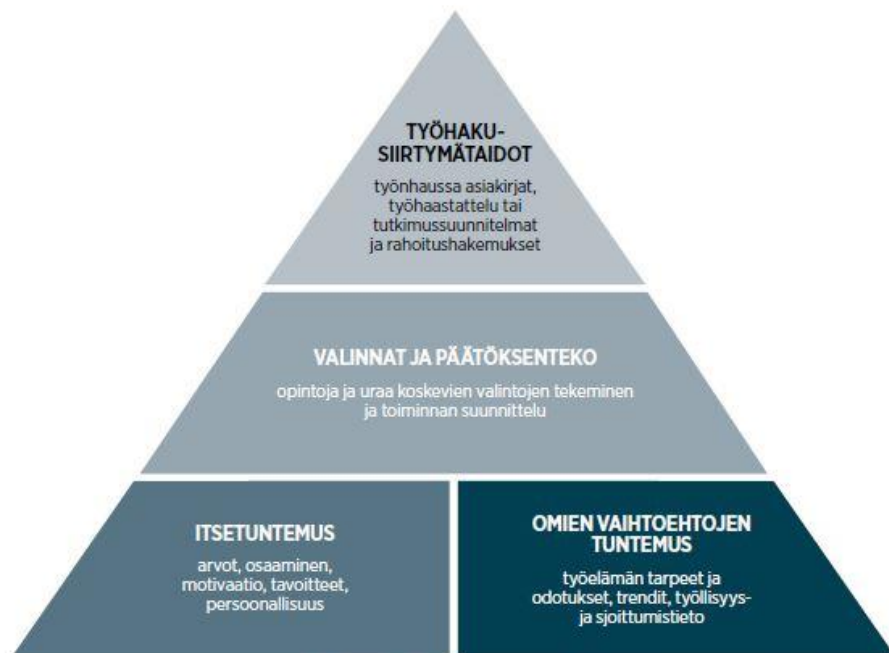 TYÖHAKU-
SIIRTYMÄTAIDOT
työnhaussa asiakirjat,
työhaastattelu tai
tutkimussuunnitelmat
ja rahoitushakemukset
VALINNAT JA PÄÄTÖKSENTEKO
opintoja ja uraa koskevien valintojen tekeminen
ja toiminnan suunnittelu
ITSETUNTEMUS
arvot, osaaminen,
motivaatio, tavoitteet,
persoonallisuus
OMIEN VAIHTOEHTOJEN
TUNTEMUS
työelämän tarpeet ja
odotukset, trendit, työllisyys-
ja sjoittumistieto